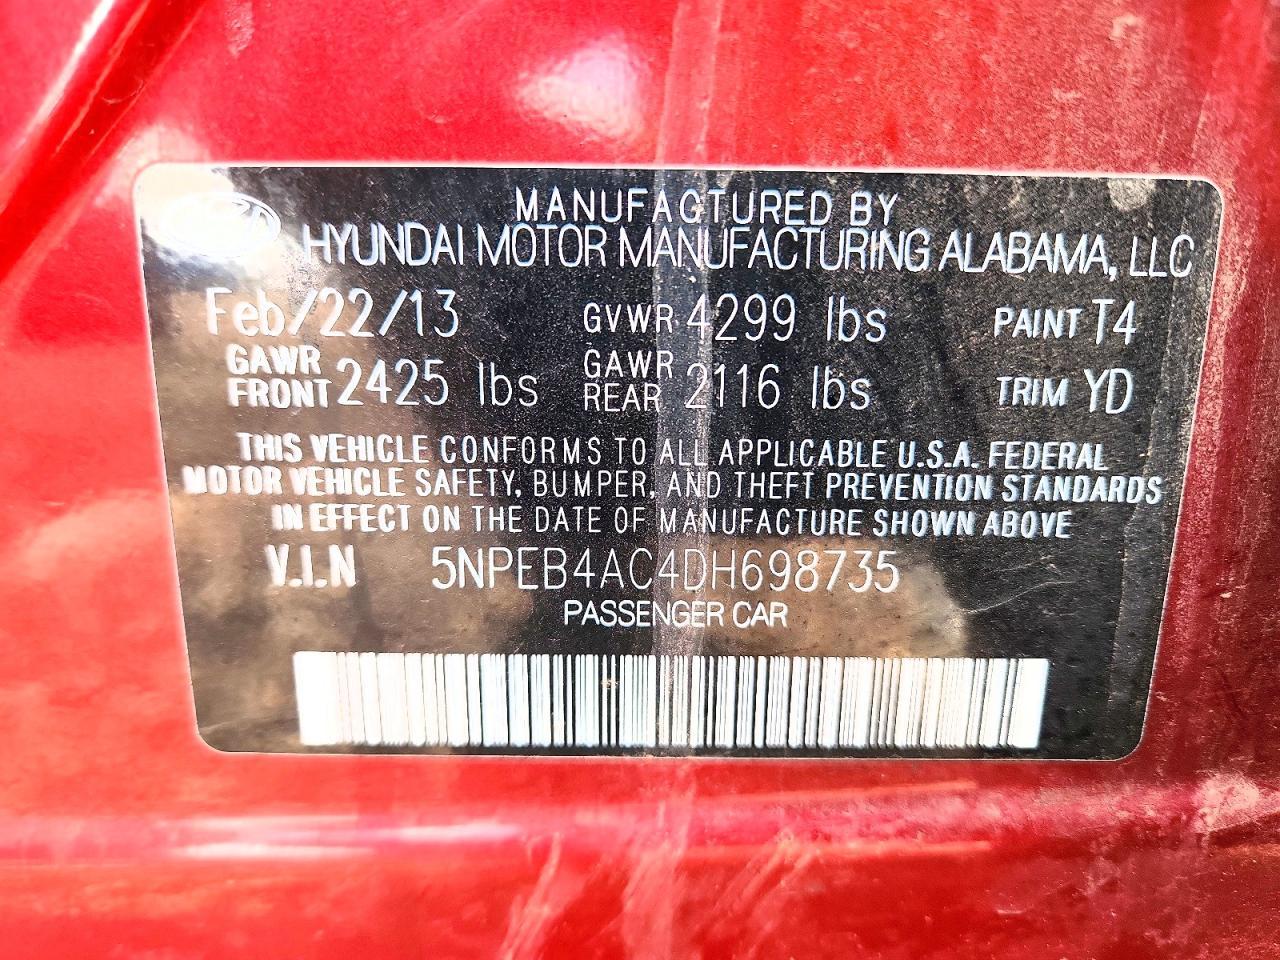 MANUFACTURED BY
HYUNDAI MOTOR MANUFACTURING ALABAMA, LLC
Feb/22/13 GVWR 4299 lbs PAINT T4
GAWR FRONT 2425 lbs GAWR REAR 2116 lbs TRIM YD
THIS VEHICLE CONFORMS TO ALL APPLICABLE U.S.A. FEDERAL
MOTOR VEHICLE SAFETY, BUMPER, AND THEFT PREVENTION STANDARDS
IN EFFECT ON THE DATE OF MANUFACTURE SHOWN ABOVE
V.I.N 5NPEB4AC4DH698735
PASSENGER CAR